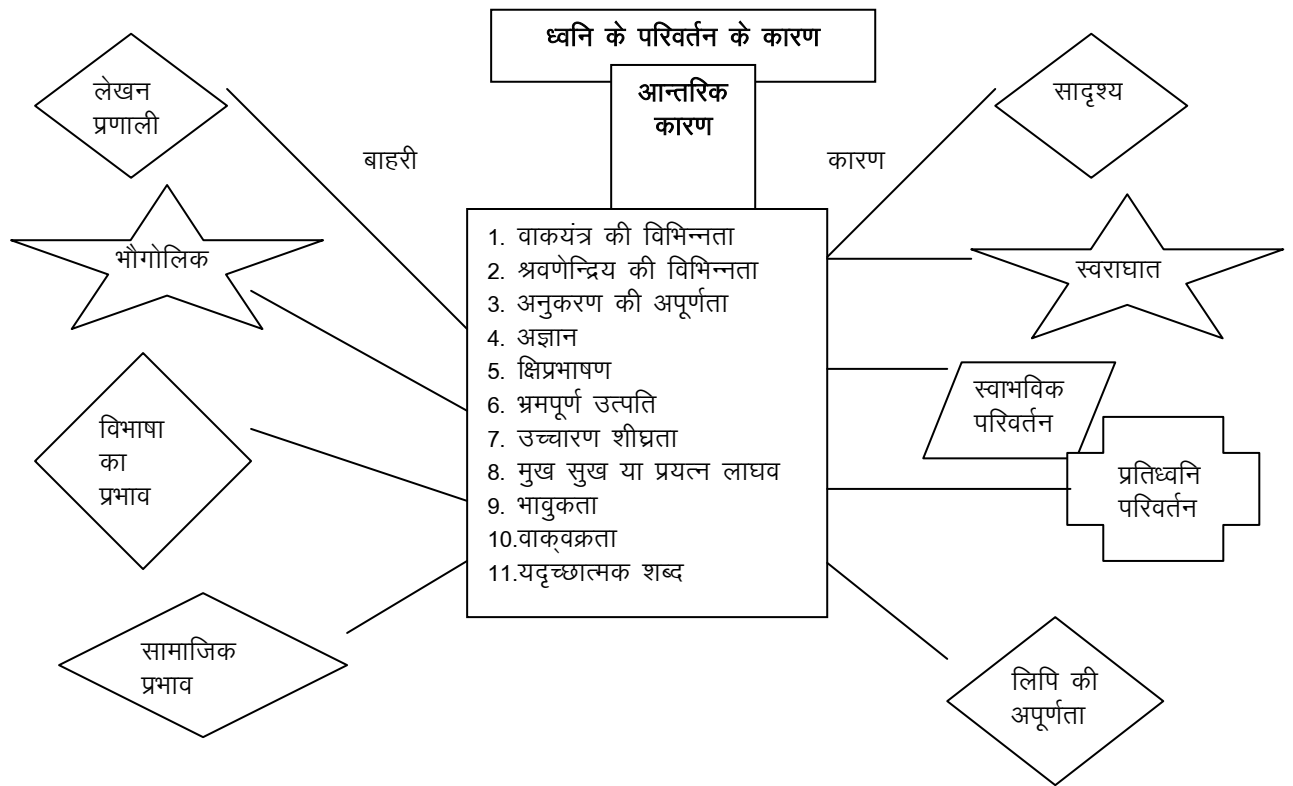 ध्वनि के परिवर्तन के कारण
आन्तरिक
कारण
लेखन
प्रणाली
सादृश्य
बाहरी
कारण
भौगोलिक
स्वराघात
1. वाकयंत्र की विभिन्नता
2. श्रवणेन्द्रिय की विभिन्नता
3. अनुकरण की अपूर्णता
4. अज्ञान
5. क्षिप्रभाषण
6. भ्रमपूर्ण उत्पति
7. उच्चारण शीघ्रता
8. मुख सुख या प्रयत्न लाघव
9. भावुकता
10.वाक्वक्रता
11.यदृच्छात्मक शब्द
विभाषा
का
प्रभाव
स्वाभविक
परिवर्तन
प्रतिध्वनि
परिवर्तन
सामाजिक
प्रभाव
लिपि की
अपूर्णता